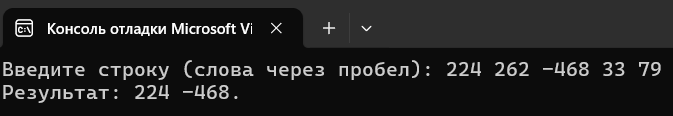 Консоль отладки Microsoft Vi
Введите строку (слова через пробел): 224 262 -468 33 79
Результат: 224 -468.